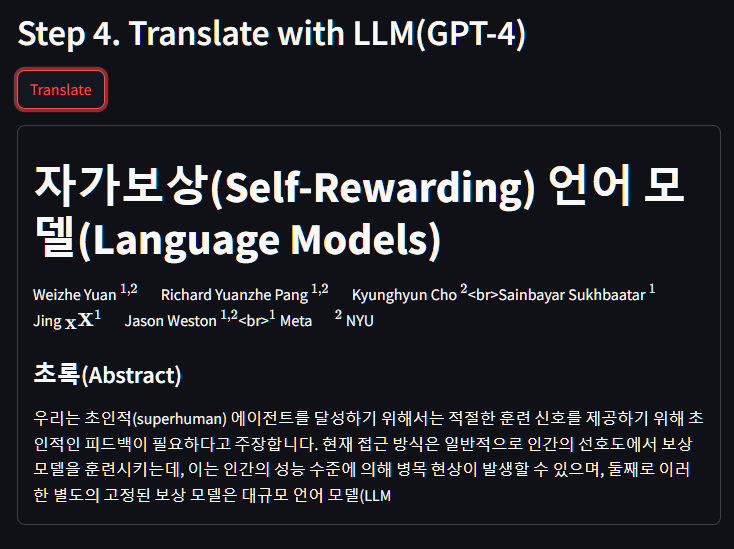 Step 4. Translate with LLM(GPT-4)
Translate
자가보상(Self-Rewarding) 언어 모
델(Language Models)
Weizhe Yuan 1,2 Richard Yuanzhe Pang 1,2 Kyunghyun Cho 2<br>Sainbayar Sukhbaatar 1
Jing xX1 Jason Weston 1,2<br>1 Meta 2 NYU
초록(Abstract)
우리는 초인적(superhuman) 에이전트를 달성하기 위해서는 적절한 훈련 신호를 제공하기 위해 초
인적인 피드백이 필요하다고 주장합니다. 현재 접근 방식은 일반적으로 인간의 선호도에서 보상
모델을 훈련시키는데, 이는 인간의 성능 수준에 의해 병목 현상이 발생할 수 있으며, 둘째로 이러
한 별도의 고정된 보상 모델은 대규모 언어 모델(LLM